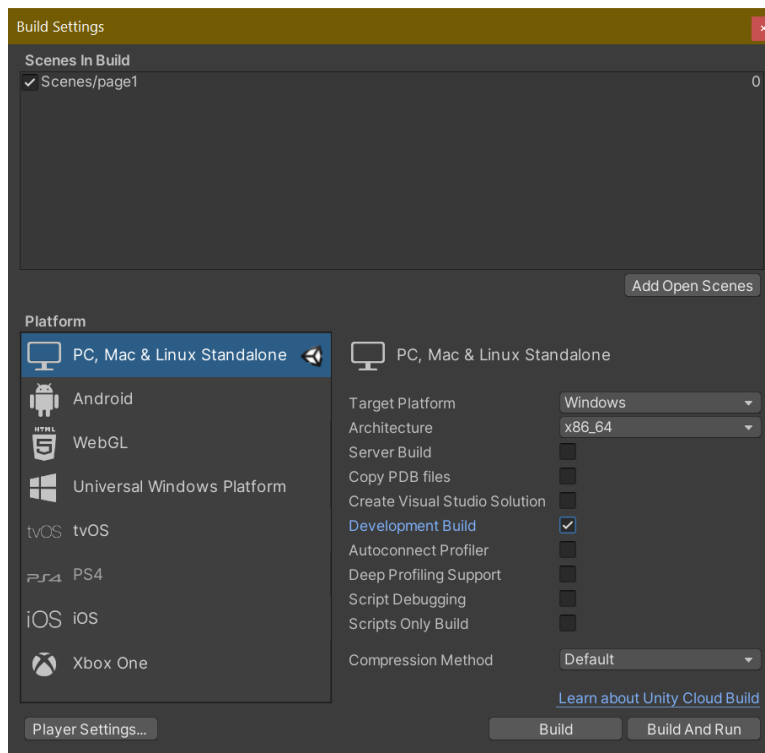 Build Settings
Scenes In Build
Scenes/page1 0
Add Open Scenes
Platform
PC, Mac & Linux Standalone
Android
HTML 5 WebGL
Universal Windows Platform
tvOS tvOS
PS4 PS4
iOS iOS
Xbox One
PC, Mac & Linux Standalone
Target Platform Windows
Architecture x86_64
Server Build
Copy PDB files
Create Visual Studio Solution
Development Build
Autoconnect Profiler
Deep Profiling Support
Script Debugging
Scripts Only Build
Compression Method Default
Learn about Unity Cloud Build
Player Settings... Build Build And Run